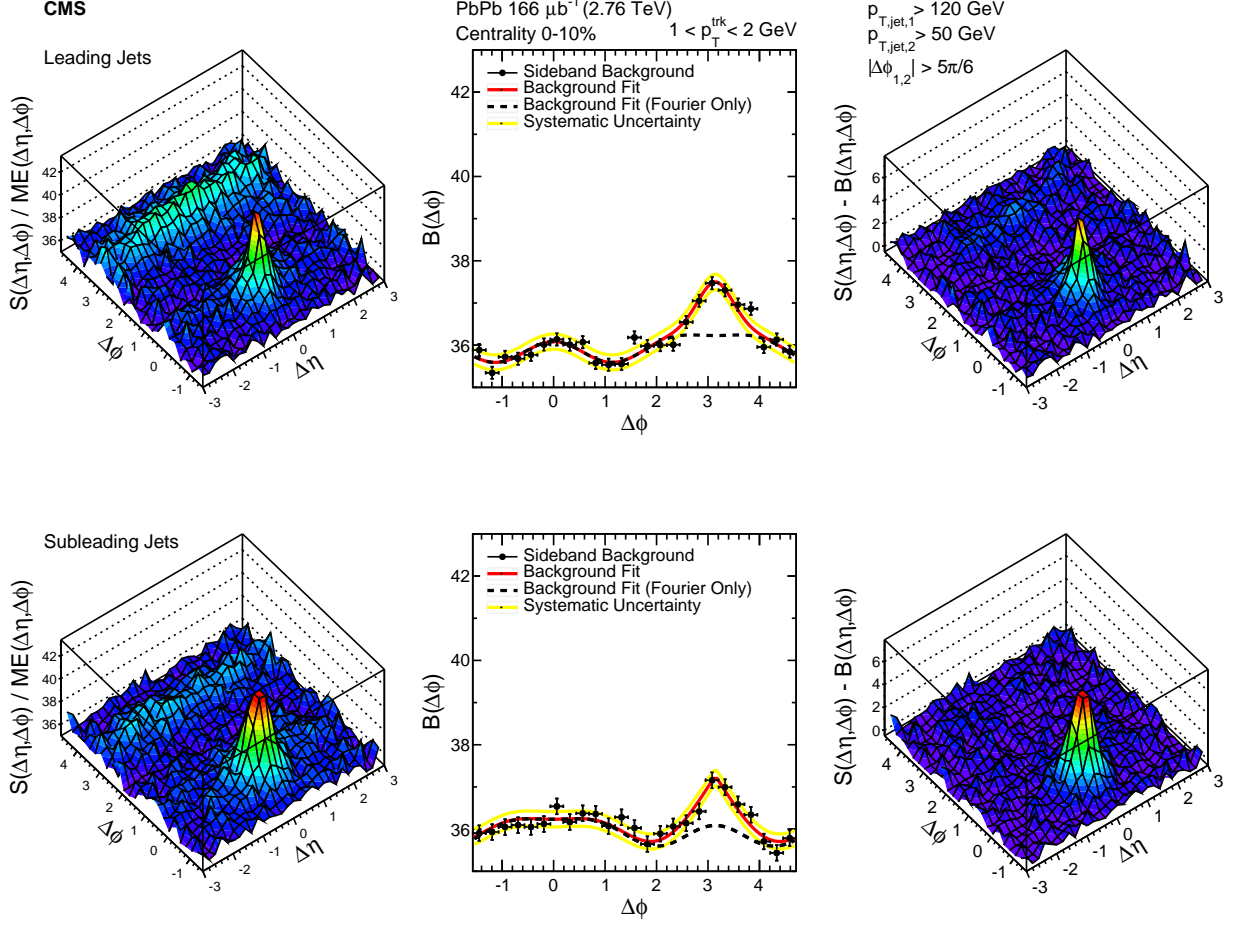 CMS
PbPb 166 μb⁻¹ (2.76 TeV)
Centrality 0-10%
1 < p_T^trk < 2 GeV
p_T,jet,1 > 120 GeV
p_T,jet,2 > 50 GeV
|Δϕ_1,2| > 5π/6
Leading Jets
S(Δη,Δϕ) / ME(Δη,Δϕ)
42
40
38
36
4
3
2
1
0
-1
Δϕ
-3
-2
-1
0
1
2
3
Δη
Sideband Background
Background Fit
Background Fit (Fourier Only)
Systematic Uncertainty
B(Δϕ)
42
40
38
36
-1 0 1 2 3 4
Δϕ
S(Δη,Δϕ) - B(Δη,Δϕ)
6
4
2
0
4
3
2
1
0
-1
Δϕ
-3
-2
-1
0
1
2
3
Δη
Subleading Jets
S(Δη,Δϕ) / ME(Δη,Δϕ)
42
40
38
36
4
3
2
1
0
-1
Δϕ
-3
-2
-1
0
1
2
3
Δη
Sideband Background
Background Fit
Background Fit (Fourier Only)
Systematic Uncertainty
B(Δϕ)
42
40
38
36
-1 0 1 2 3 4
Δϕ
S(Δη,Δϕ) - B(Δη,Δϕ)
6
4
2
0
4
3
2
1
0
-1
Δϕ
-3
-2
-1
0
1
2
3
Δη